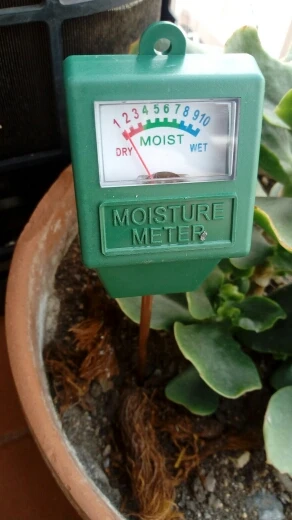 1 2 3 4 5 6 7 8 9 10
DRY MOIST WET
MOISTURE
METER